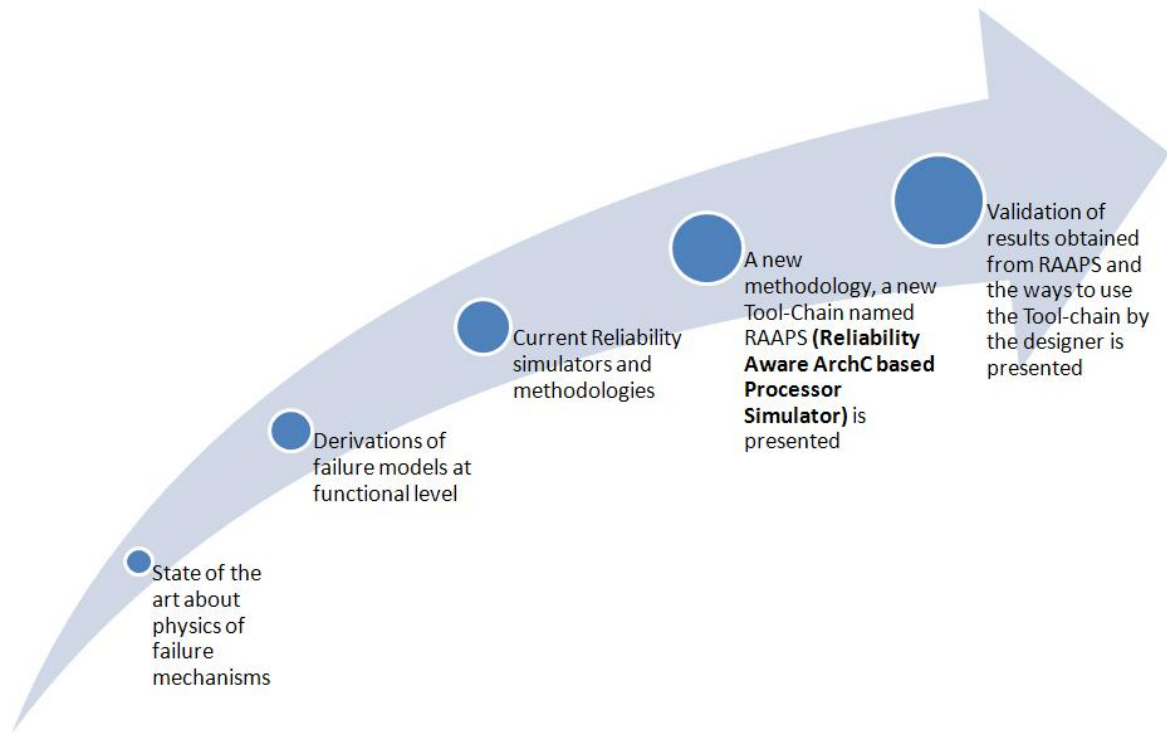 State of the
art about
physics of
failure
mechanisms
Derivations of
failure models at
functional level
Current Reliability
simulators and
methodologies
A new
methodology, a new
Tool-Chain named
RAAPS (Reliability
Aware ArchC based
Processor
Simulator) is
presented
Validation of
results obtained
from RAAPS and
the ways to use
the Tool-chain by
the designer is
presented